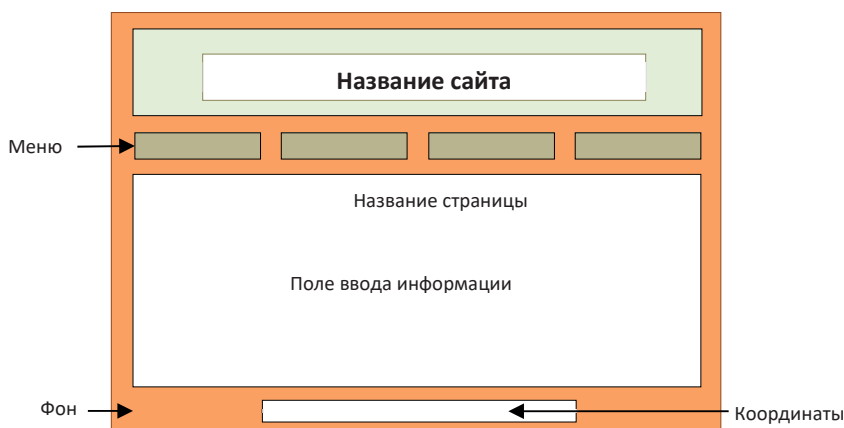 Название сайта
Меню
Название страницы
Поле ввода информации
Фон
Координаты